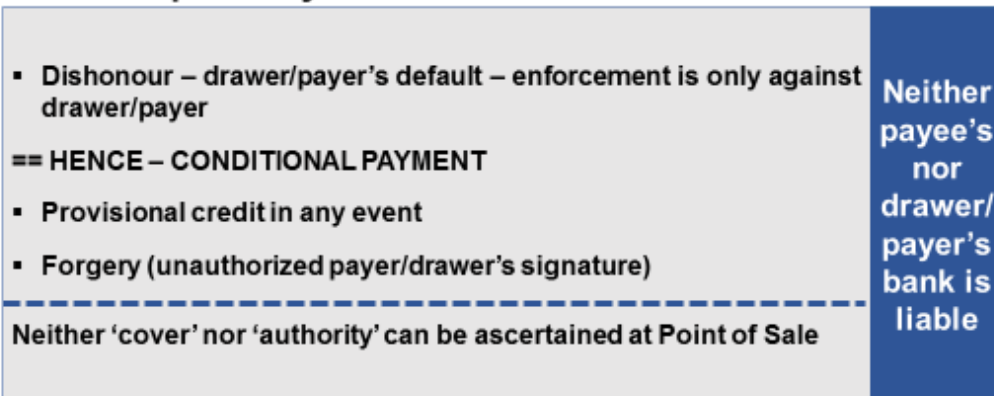 ▪ Dishonour – drawer/payer’s default – enforcement is only against
drawer/payer
== HENCE – CONDITIONAL PAYMENT
▪ Provisional credit in any event
▪ Forgery (unauthorized payer/drawer’s signature)
Neither ‘cover’ nor ‘authority’ can be ascertained at Point of Sale
Neither
payee’s
nor
drawer/
payer’s
bank is
liable